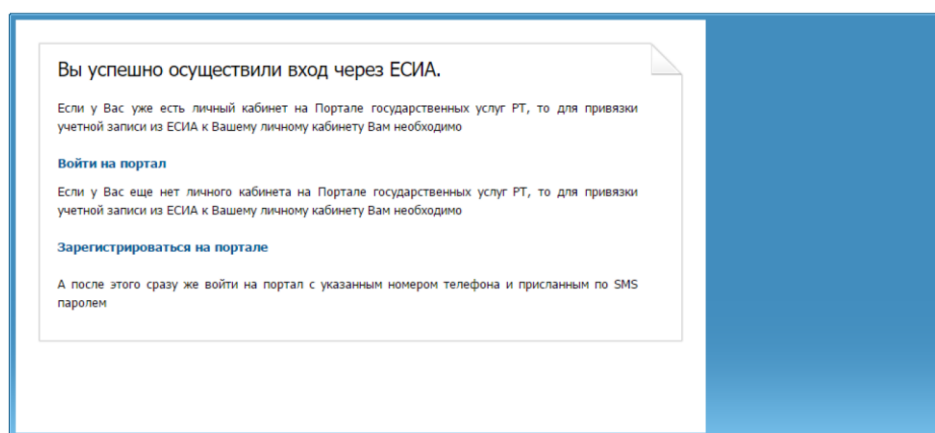 Вы успешно осуществили вход через ЕСИА.
Если у Вас уже есть личный кабинет на Портале государственных услуг РТ, то для привязки
учетной записи из ЕСИА к Вашему личному кабинету Вам необходимо
Войти на портал
Если у Вас еще нет личного кабинета на Портале государственных услуг РТ, то для привязки
учетной записи из ЕСИА к Вашему личному кабинету Вам необходимо
Зарегистрироваться на портале
А после этого сразу же войти на портал с указанным номером телефона и присланным по SMS
паролем